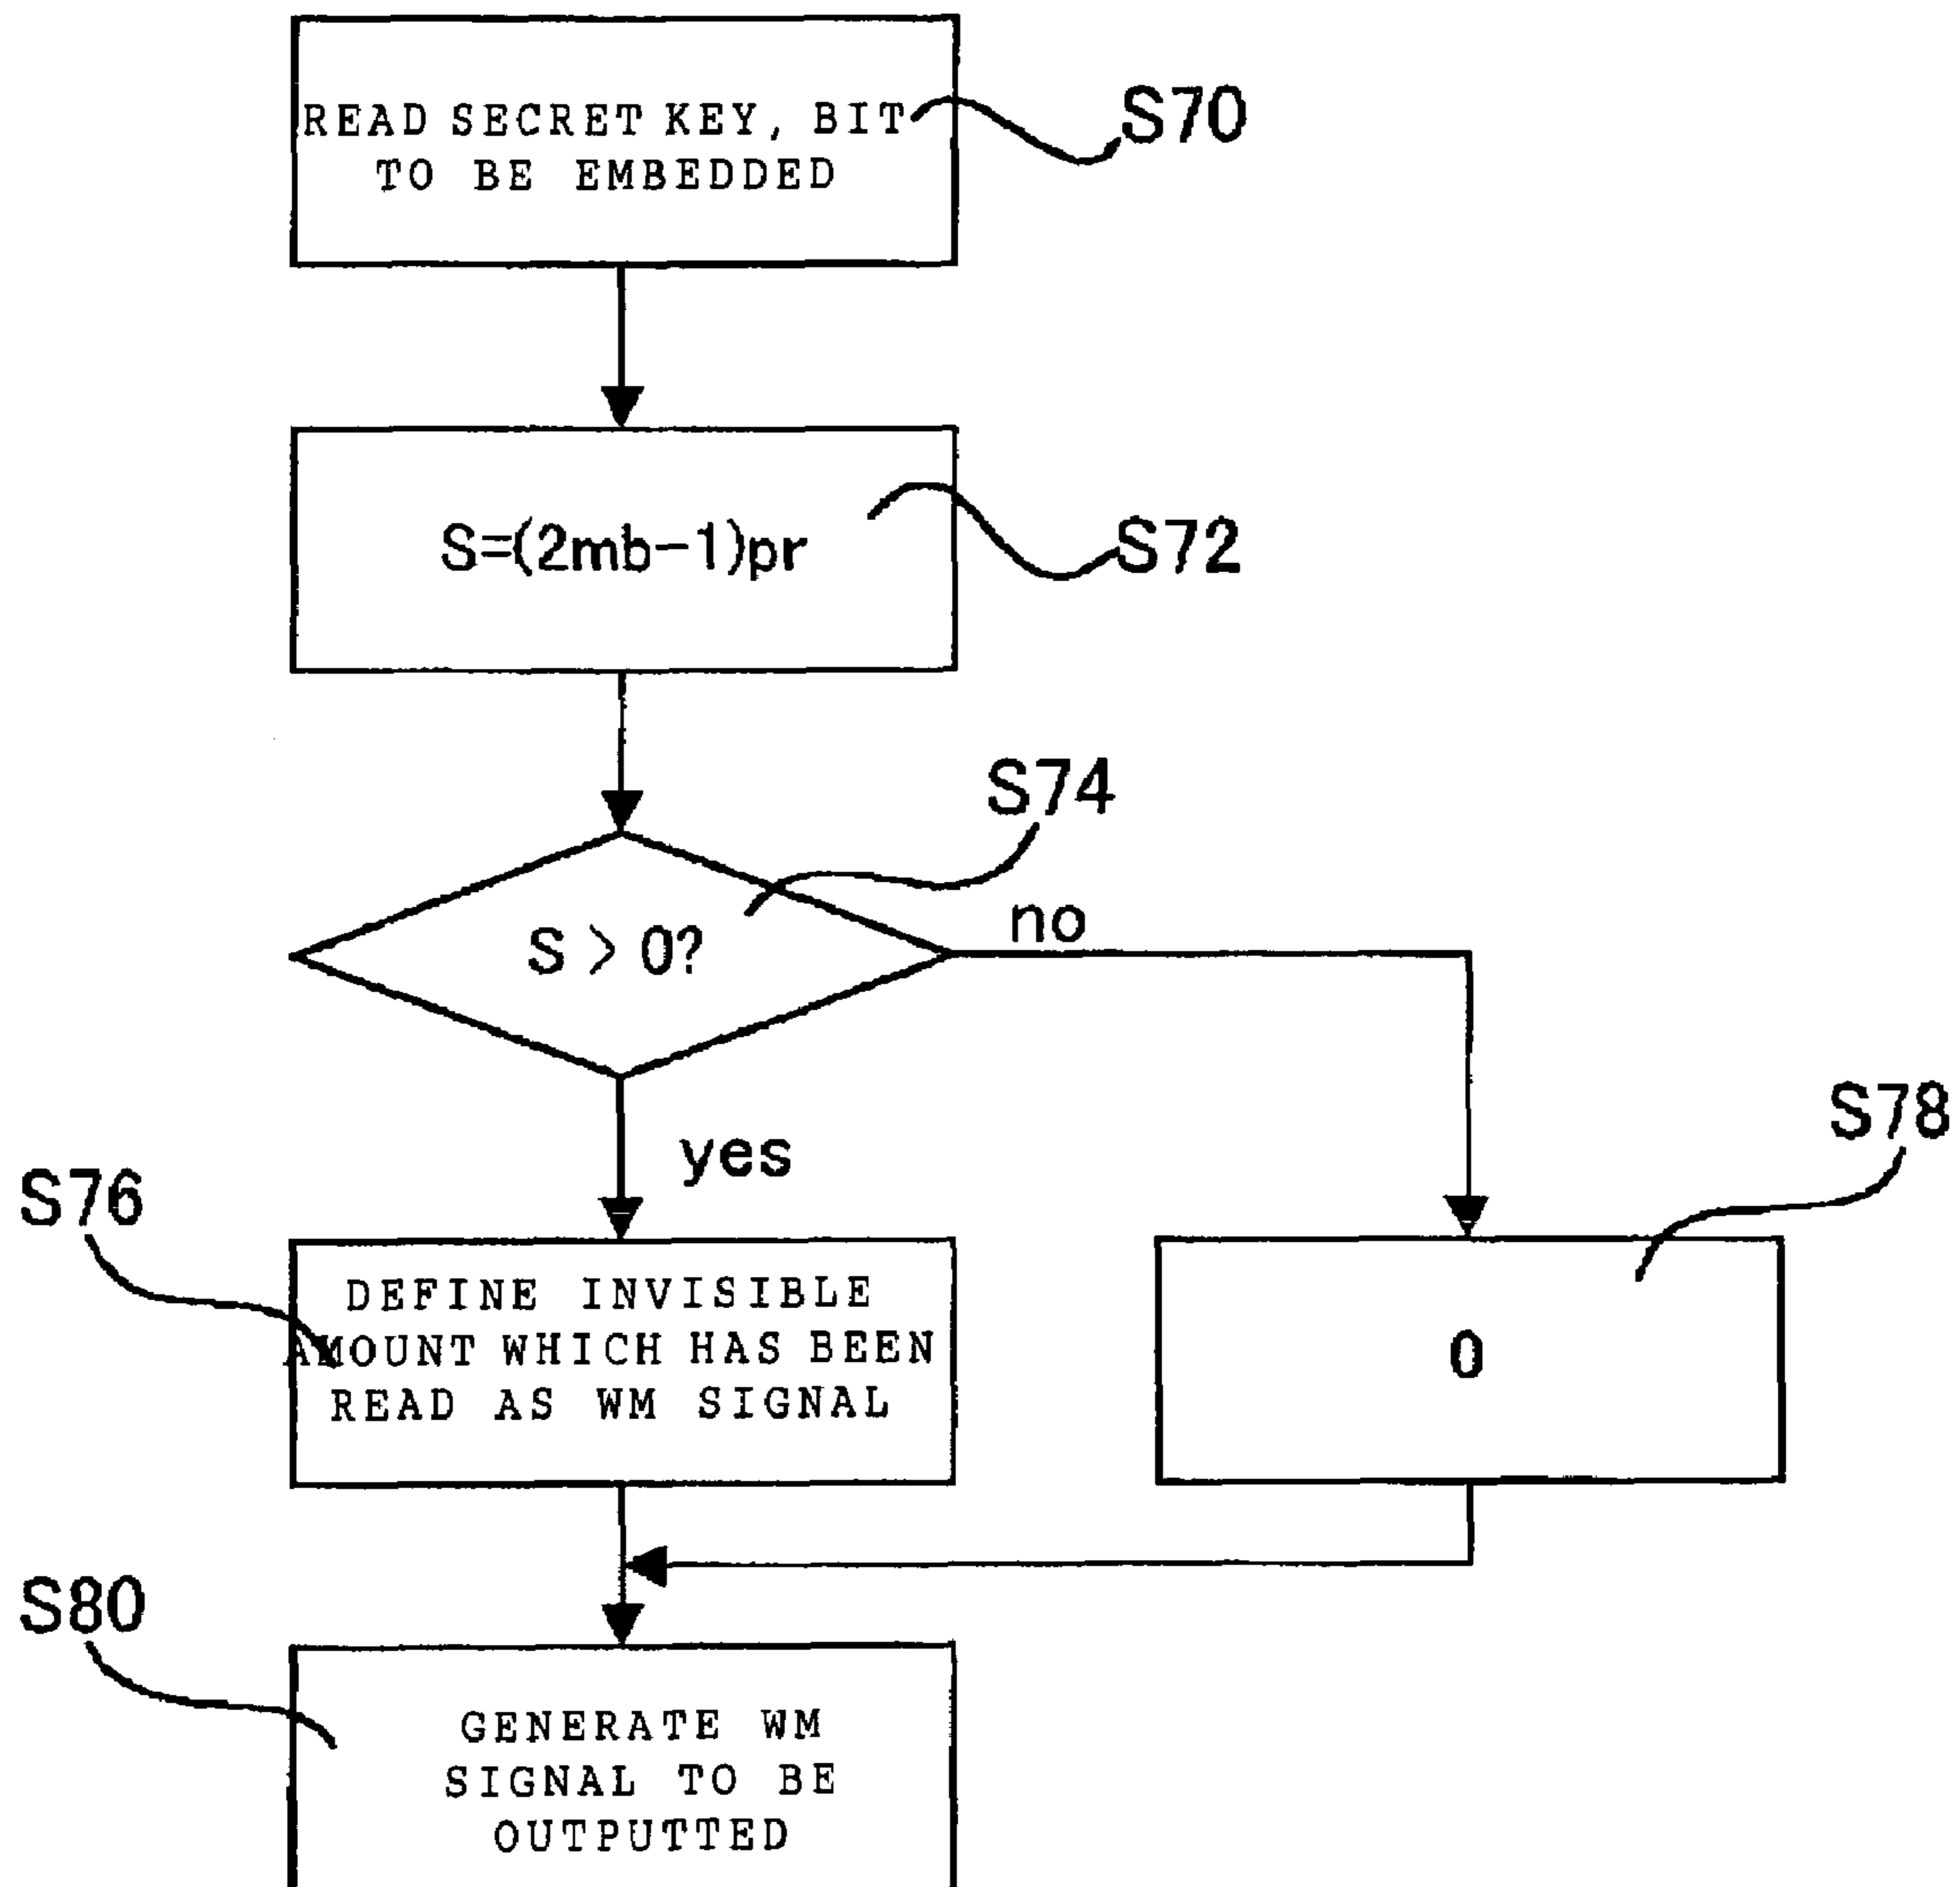 READ SECRET KEY, BIT
TO BE EMBEDDED
S70
S=(2mb-1)pr
S72
S74
S > 0?
no
yes
S76
S78
DEFINE INVISIBLE
AMOUNT WHICH HAS BEEN
READ AS WM SIGNAL
0
S80
GENERATE WM
SIGNAL TO BE
OUTPUTTED